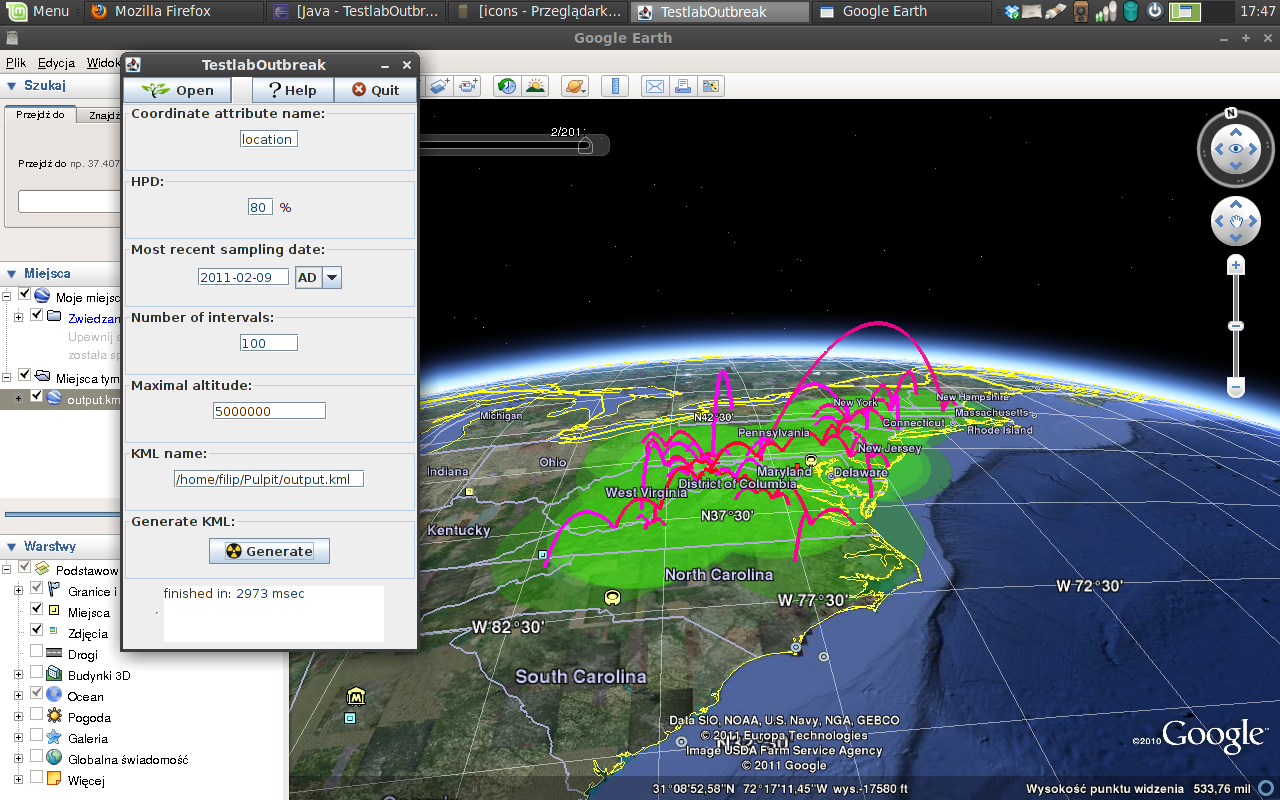 Menu
Mozilla Firefox
[Java - TestlabOutbr...
[icons - Przeglądark...
TestlabOutbreak
Google Earth
17:47
Google Earth
Plik Edycja Widok
Szukaj
Przejdź do
Znajdź
Przejdź do np. 37.407
Miejsca
Moje miejsc
Zwiedzan
Upewnij s
została sp
Miejsca tym
output.km
Warstwy
Podstawow
Granice i
Miejsca
Zdjęcia
Drogi
Budynki 3D
Ocean
Pogoda
Galeria
Globalna świadomość
Więcej
TestlabOutbreak
Open
Help
Quit
Coordinate attribute name:
location
HPD:
80 %
Most recent sampling date:
2011-02-09 AD
Number of intervals:
100
Maximal altitude:
5000000
KML name:
/home/filip/Pulpit/output.kml
Generate KML:
Generate
finished in: 2973 msec
2/201
N
Michigan
N42°30'
New York
New Hampshire
Massachusetts
Connecticut
Rhode Island
Pennsylvania
New Jersey
Indiana
Ohio
Maryland
Delaware
District of Columbia
West Virginia
Kentucky
N37°30'
North Carolina
W 72°30'
W 77°30'
W 82°30'
South Carolina
Data SIO, NOAA, U.S. Navy, NGA, GEBCO
© 2011 Europa Technologies
Image USDA Farm Service Agency
© 2011 Google
©2010 Google
31°08'52,58"N 72°17'11,45"W wys.-17580 ft
Wysokość punktu widzenia 533,76 mil